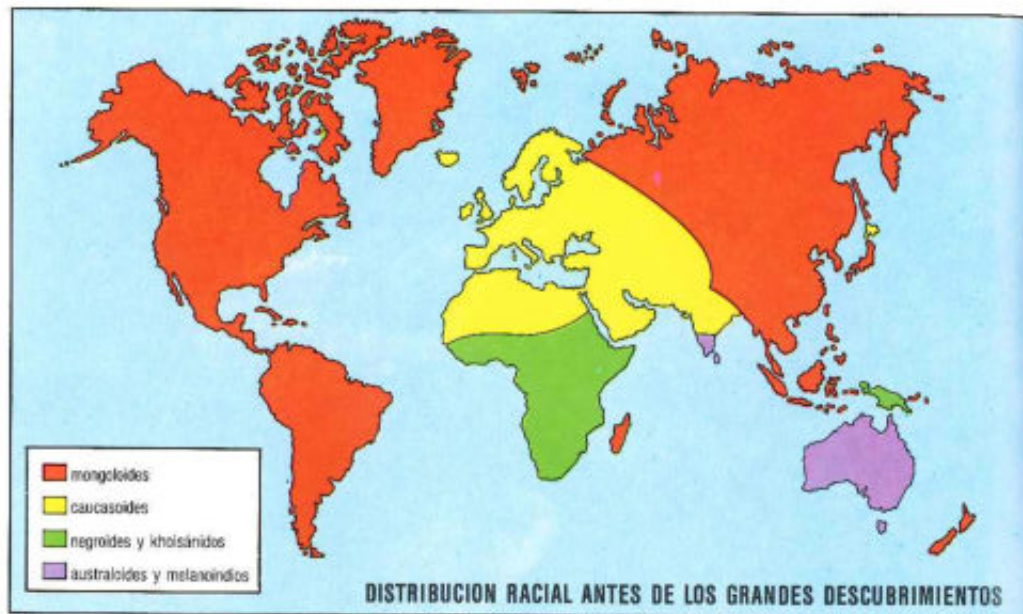 mongoloides
caucasoides
negroides y khoisánidos
australoides y melanoindios
DISTRIBUCION RACIAL ANTES DE LOS GRANDES DESCUBRIMIENTOS